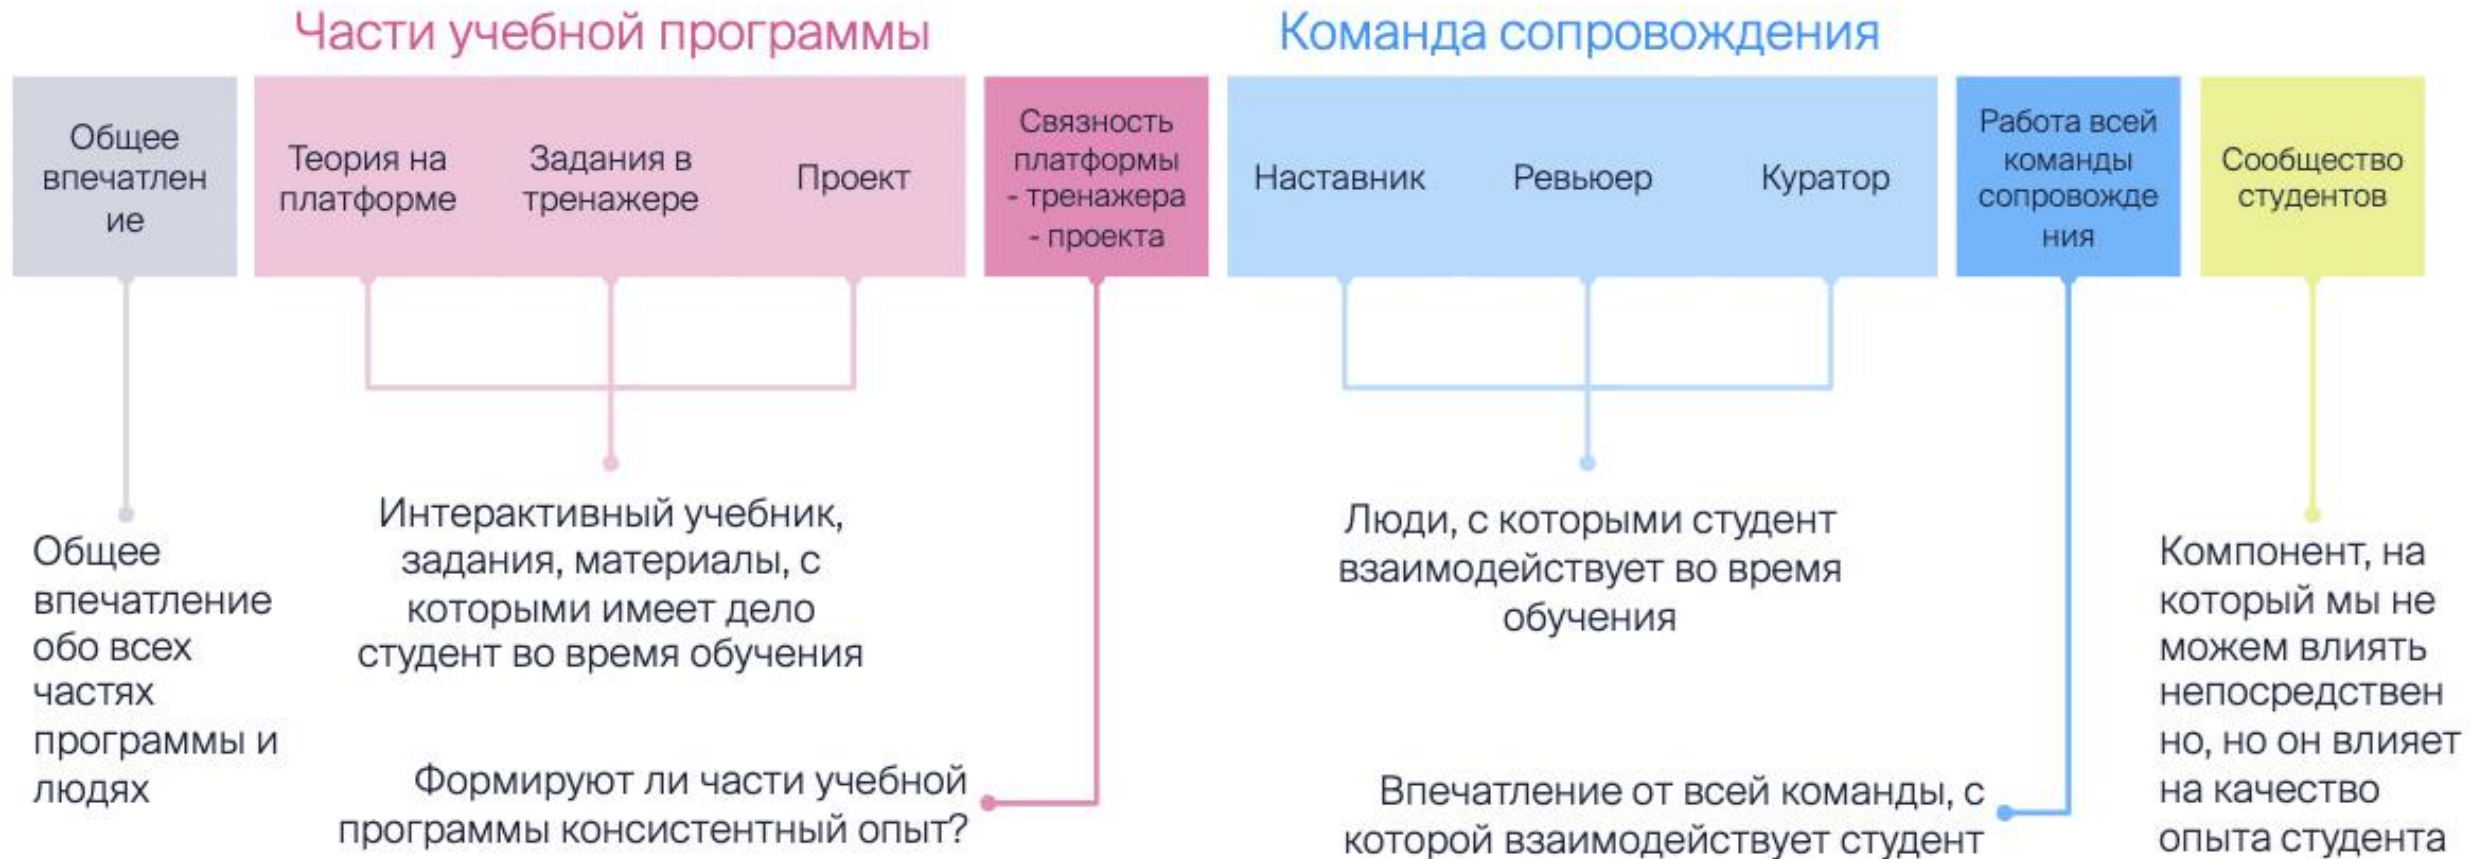 Части учебной программы
Команда сопровождения
Общее
впечатлен
ие
Теория на
платформе
Задания в
тренажере
Проект
Связность
платформы
- тренажера
- проекта
Наставник
Ревьюер
Куратор
Работа всей
команды
сопровожде
ния
Сообщество
студентов
Общее
впечатление
обо всех
частях
программы и
людях
Интерактивный учебник,
задания, материалы, с
которыми имеет дело
студент во время обучения
Формируют ли части учебной
программы консистентный опыт?
Люди, с которыми студент
взаимодействует во время
обучения
Впечатление от всей команды, с
которой взаимодействует студент
Компонент, на
который мы не
можем влиять
непосредствен
но, но он влияет
на качество
опыта студента